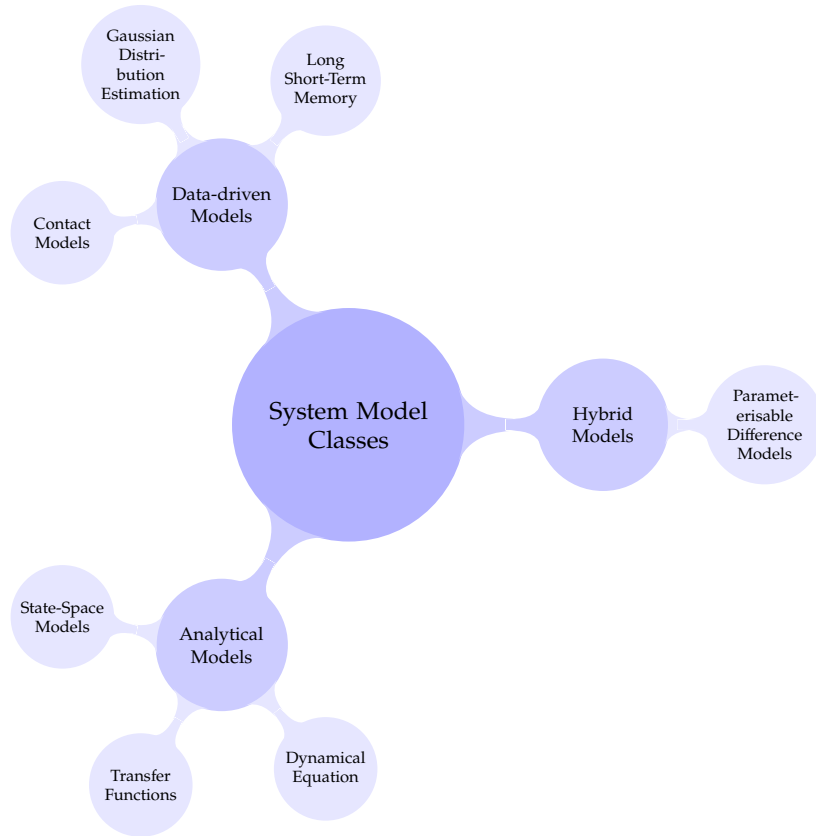 Gaussian
Distri-
bution
Estimation
Long
Short-Term
Memory
Data-driven
Models
Contact
Models
System Model
Classes
Hybrid
Models
Paramet-
erisable
Difference
Models
State-Space
Models
Analytical
Models
Transfer
Functions
Dynamical
Equation